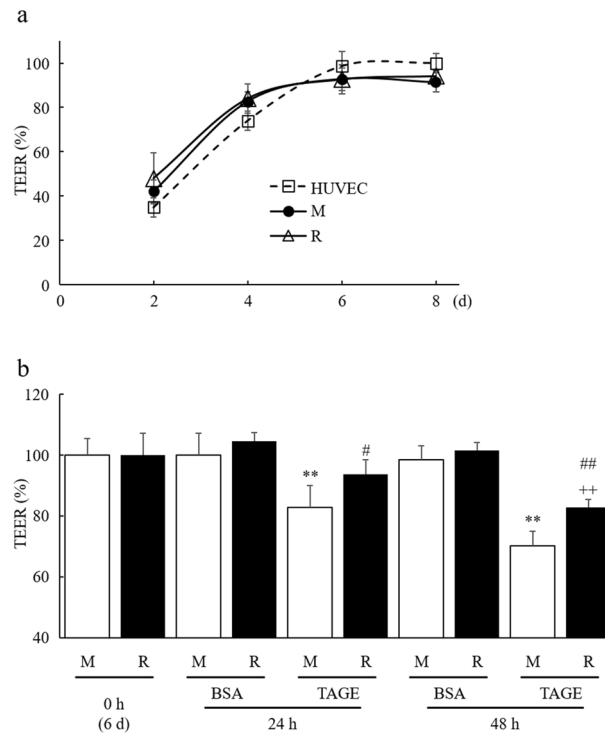 a
TEER (%)
120
100
80
60
40
20
0
HUVEC
M
R
0 2 4 6 8 (d)
b
TEER (%)
120
100
80
60
40
**
#
**
##
++
M R M R M R M R M R
BSA TAGE BSA TAGE
0 h
(6 d)
24 h 48 h